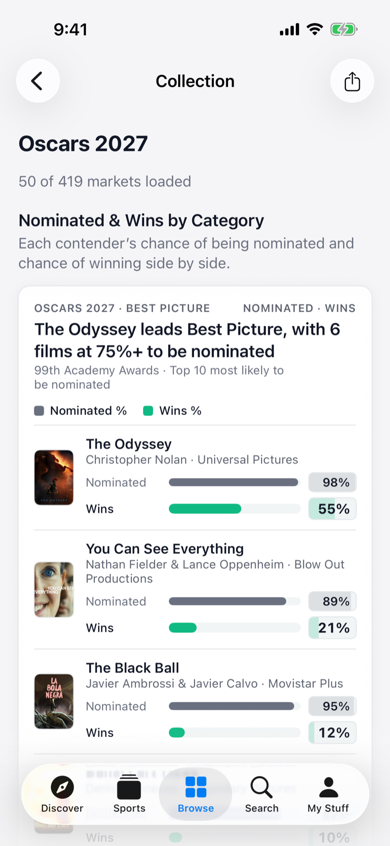 9:41
Collection
Oscars 2027
50 of 419 markets loaded
Nominated & Wins by Category
Each contender's chance of being nominated and
chance of winning side by side.
OSCARS 2027 · BEST PICTURE NOMINATED · WINS
The Odyssey leads Best Picture, with 6
films at 75%+ to be nominated
99th Academy Awards · Top 10 most likely to
be nominated
Nominated % Wins %
The Odyssey
Christopher Nolan · Universal Pictures
Nominated 98%
Wins 55%
You Can See Everything
Nathan Fielder & Lance Oppenheim · Blow Out
Productions
Nominated 89%
Wins 21%
The Black Ball
Javier Ambrossi & Javier Calvo · Movistar Plus
LA
BOLA
NEGRA
Nominated 95%
Wins 12%
Discover Sports Browse Search My Stuff
10%